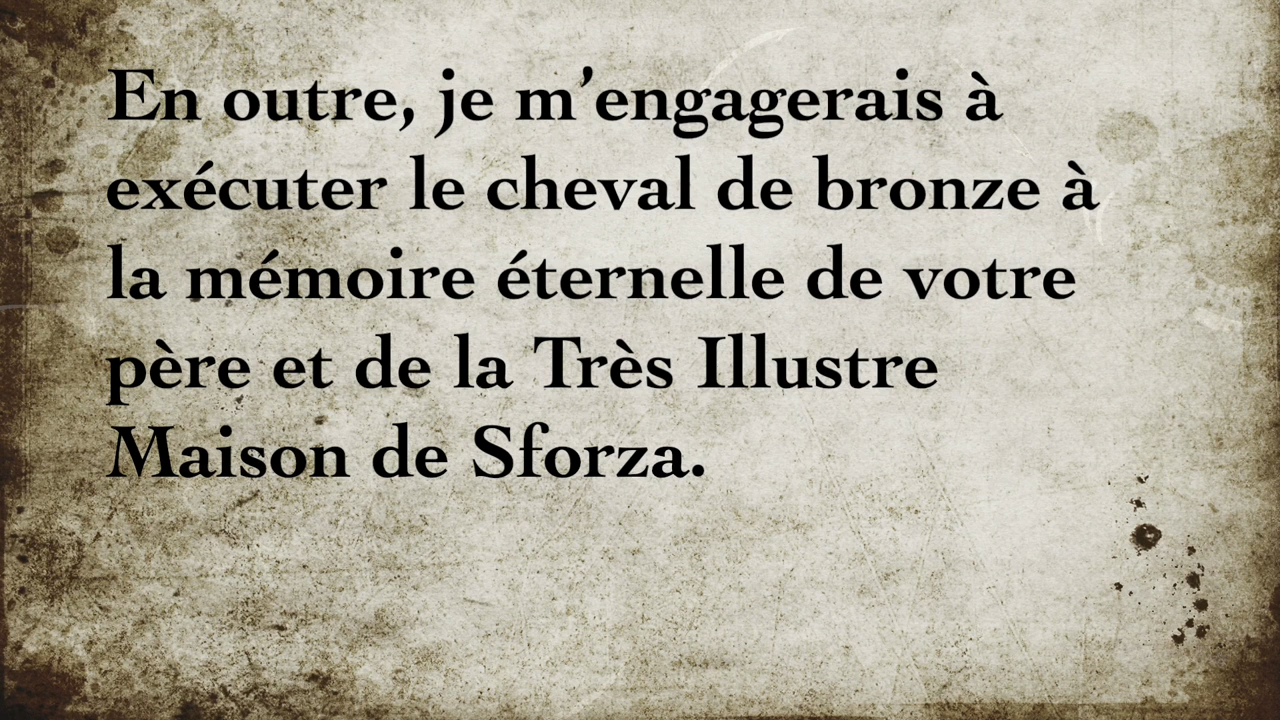 En outre, je m’engagerais à
exécuter le cheval de bronze à
la mémoire éternelle de votre
père et de la Très Illustre
Maison de Sforza.